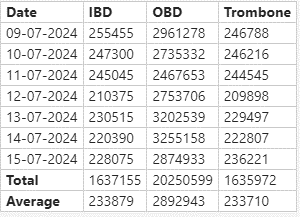 Date IBD OBD Trombone
09-07-2024 255455 2961278 246788
10-07-2024 247300 2735332 246216
11-07-2024 245045 2467653 244545
12-07-2024 210375 2753706 209898
13-07-2024 230515 3202539 229497
14-07-2024 220390 3255158 222807
15-07-2024 228075 2874933 236221
Total 1637155 20250599 1635972
Average 233879 2892943 233710